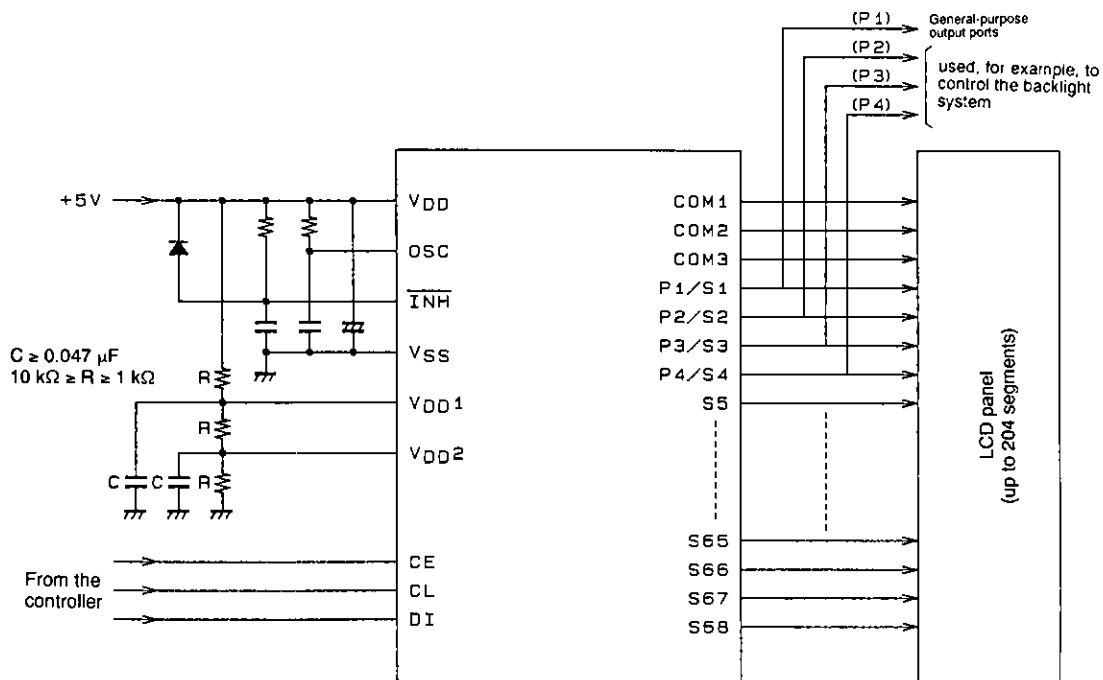 (P1)
General-purpose
output ports
(P2)
(P3)
(P4)
used, for example, to
control the backlight
system
+5V
VDD
OSC
INH
VSS
C ≥ 0.047 µF
10 kΩ ≥ R ≥ 1 kΩ
R
VDD1
R
VDD2
C
C
R
CE
CL
DI
From the
controller
COM1
COM2
COM3
P1/S1
P2/S2
P3/S3
P4/S4
S5
S65
S66
S67
S68
LCD panel
(up to 204 segments)